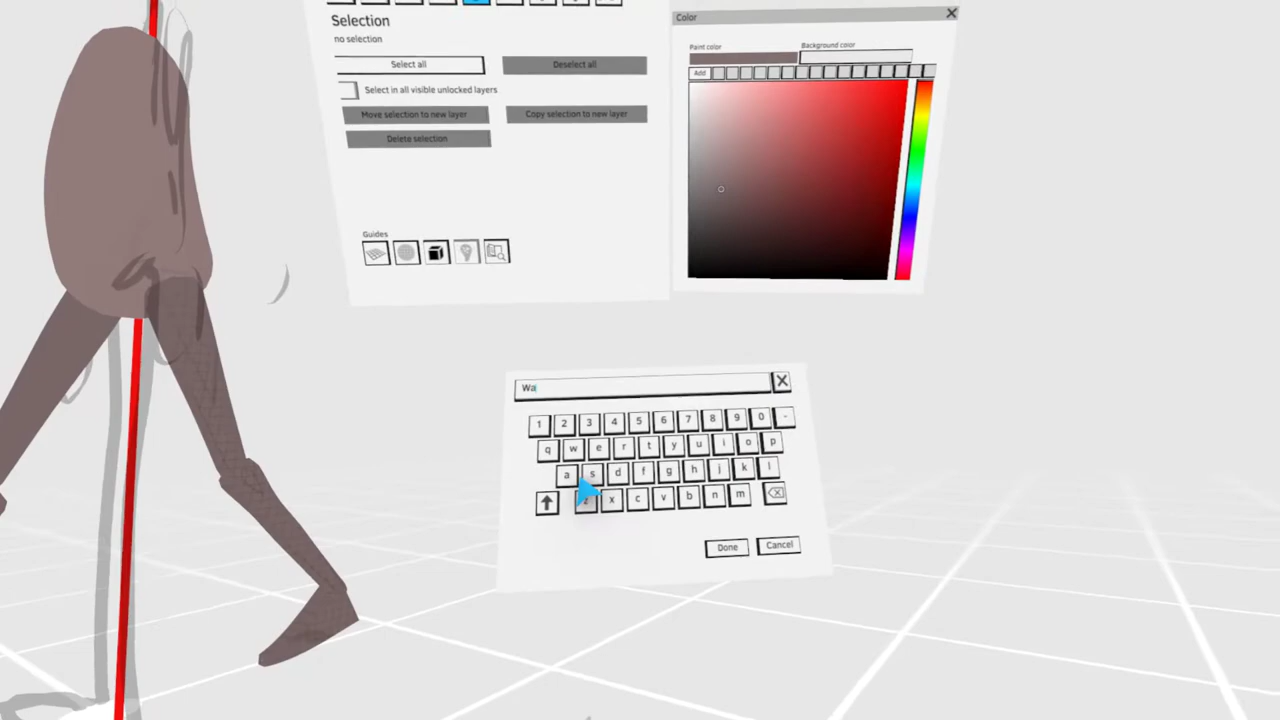 Selection
no selection
Select all
Deselect all
Select in all visible unlocked layers
Move selection to new layer
Copy selection to new layer
Delete selection
Guides
Color
Paint color
Background color
Add
Wa
1 2 3 4 5 6 7 8 9 0 -
q w e r t y u i o p
a s d f g h j k l
z x c v b n m
Done
Cancel